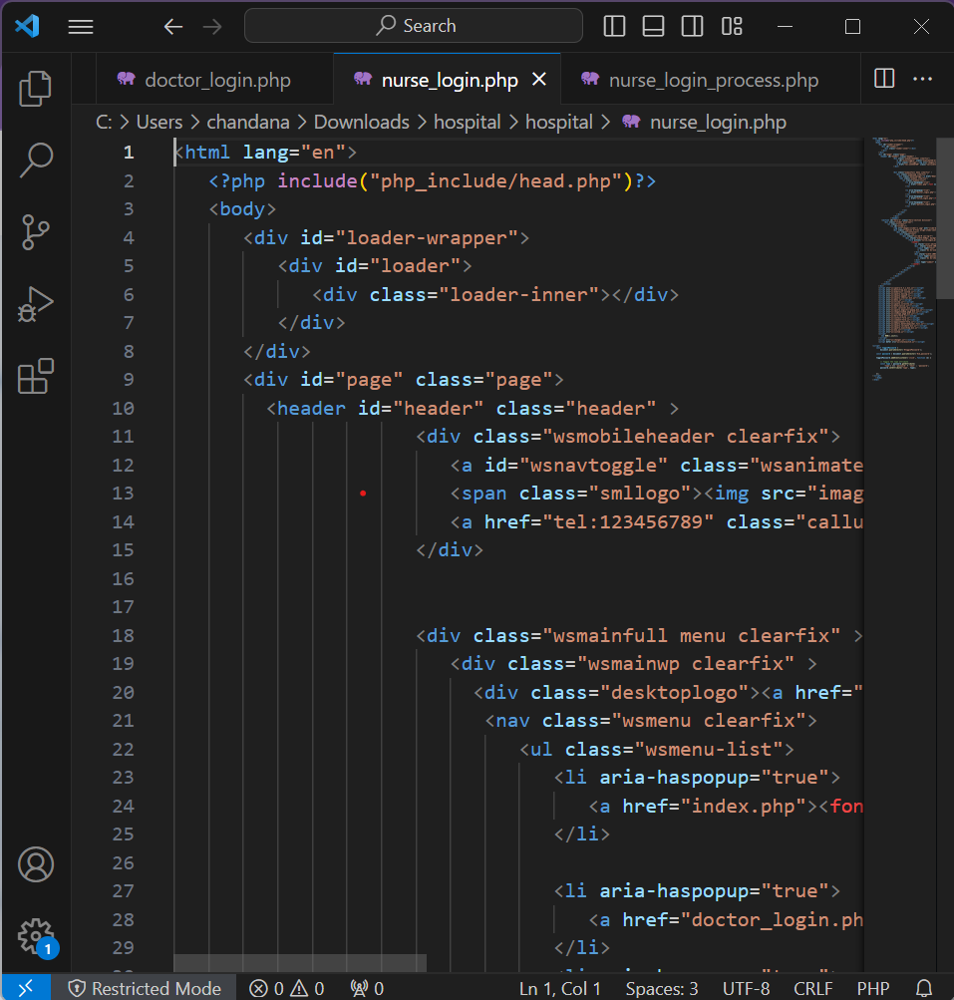 Search
doctor_login.php
nurse_login.php
nurse_login_process.php
C: > Users > chandana > Downloads > hospital > hospital > nurse_login.php
1 <html lang="en">
2 <?php include("php_include/head.php")?>
3 <body>
4 <div id="loader-wrapper">
5 <div id="loader">
6 <div class="loader-inner"></div>
7 </div>
8 </div>
9 <div id="page" class="page">
10 <header id="header" class="header" >
11 <div class="wsmobileheader clearfix">
12 <a id="wsnavtoggle" class="wsanimate
13 <span class="smllogo"><img src="imag
14 <a href="tel:123456789" class="callu
15 </div>
16
17
18 <div class="wsmainfull menu clearfix" >
19 <div class="wsmainwp clearfix" >
20 <div class="desktoplogo"><a href="
21 <nav class="wsmenu clearfix">
22 <ul class="wsmenu-list">
23 <li aria-haspopup="true">
24 <a href="index.php"><fon
25 </li>
26
27 <li aria-haspopup="true">
28 <a href="doctor_login.ph
29 </li>
1
Restricted Mode 0 0 0 Ln 1, Col 1 Spaces: 3 UTF-8 CRLF PHP